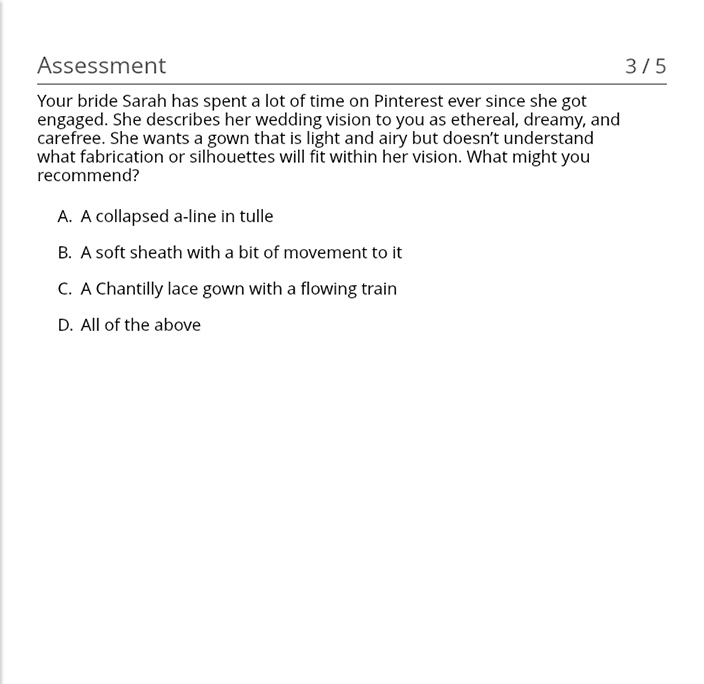 Assessment
3 / 5
Your bride Sarah has spent a lot of time on Pinterest ever since she got
engaged. She describes her wedding vision to you as ethereal, dreamy, and
carefree. She wants a gown that is light and airy but doesn’t understand
what fabrication or silhouettes will fit within her vision. What might you
recommend?
A. A collapsed a-line in tulle
B. A soft sheath with a bit of movement to it
C. A Chantilly lace gown with a flowing train
D. All of the above